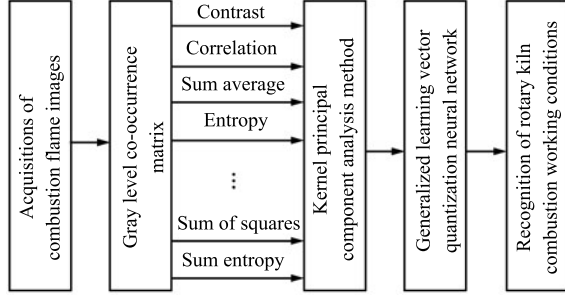 Acquisitions of
combustion flame images
Gray level co-occurrence
matrix
Contrast
Correlation
Sum average
Entropy
...
Sum of squares
Sum entropy
Kernel principal
component analysis method
Generalized learning vector
quantization neural network
Recognition of rotary kiln
combustion working conditions